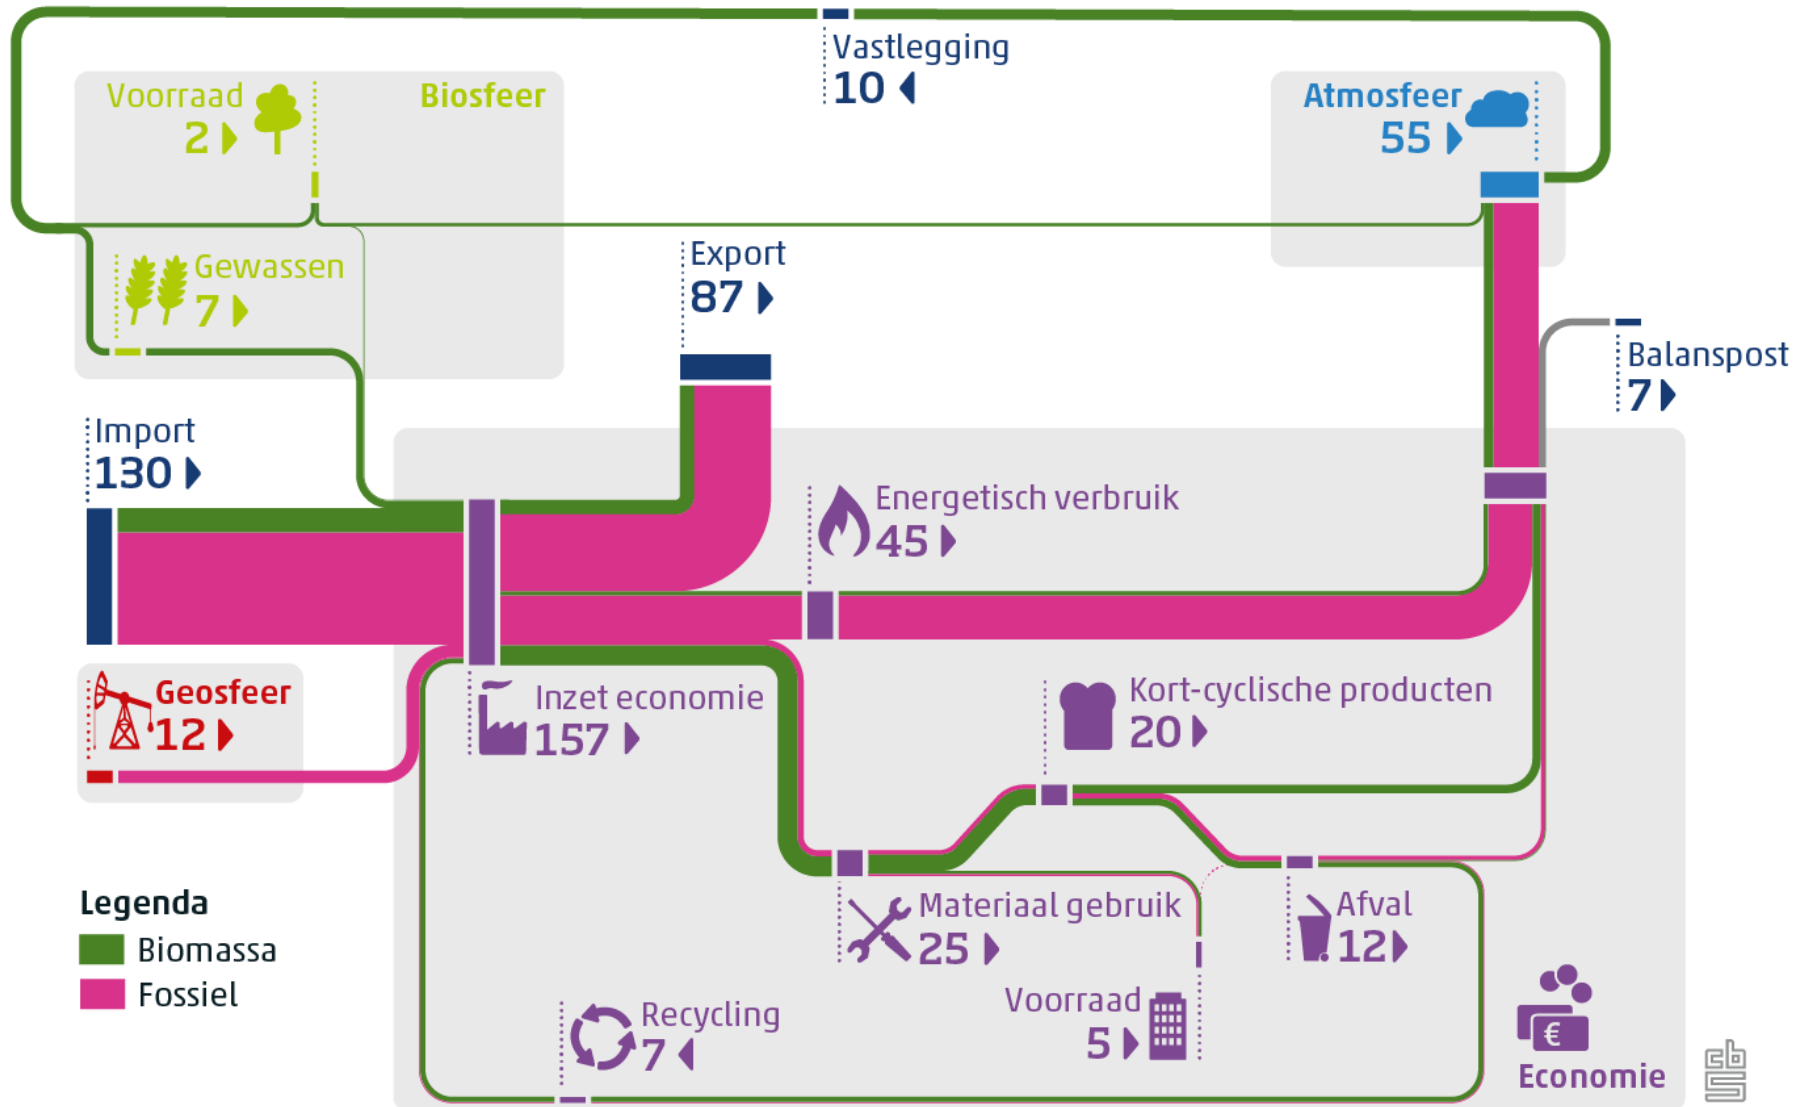 Vastlegging
10
Voorraad
2
Biosfeer
Atmosfeer
55
Gewassen
7
Export
87
Balanspost
7
Import
130
Energetisch verbruik
45
Geosfeer
12
Inzet economie
157
Kort-cyclische producten
20
Legenda
Biomassa
Fossiel
Materiaal gebruik
25
Afval
12
Voorraad
5
Recycling
7
€
Economie
cbs